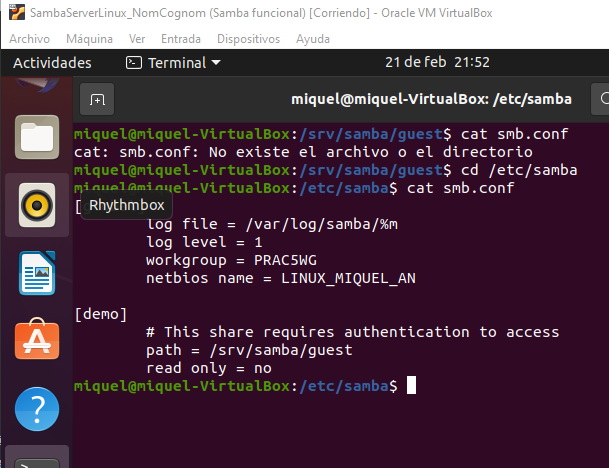 SambaServerLinux_NomCognom (Samba funcional) [Corriendo] - Oracle VM VirtualBox
Archivo Máquina Ver Entrada Dispositivos Ayuda
Actividades Terminal 21 de feb 21:52
miquel@miquel-VirtualBox: /etc/samba
miquel@miquel-VirtualBox:/srv/samba/guest$ cat smb.conf
cat: smb.conf: No existe el archivo o el directorio
miquel@miquel-VirtualBox:/srv/samba/guest$ cd /etc/samba
miquel@miquel-VirtualBox:/etc/samba$ cat smb.conf
[
Rhythmbox
log file = /var/log/samba/%m
log level = 1
workgroup = PRAC5WG
netbios name = LINUX_MIQUEL_AN
[demo]
# This share requires authentication to access
path = /srv/samba/guest
read only = no
miquel@miquel-VirtualBox:/etc/samba$